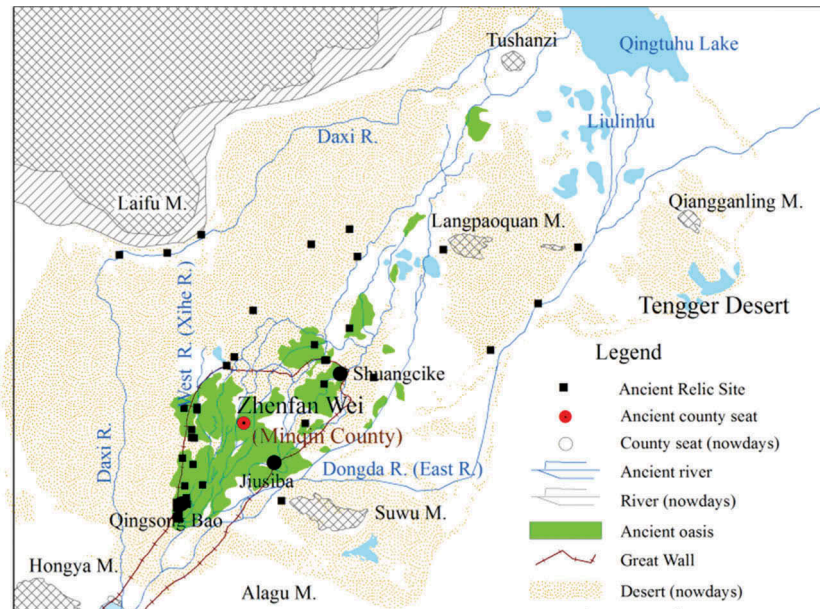 Tushanzi
Qingtuhu Lake
Daxi R.
Liulinhu
Laifu M.
Langpaoquan M.
Qiangganling M.
West R. (Xihe R.)
Tengger Desert
Shuangcike
Zhenfan Wei
(Minqin County)
Daxi R.
Jiusiba
Dongda R. (East R.)
Qingsong Bao
Suwu M.
Hongya M.
Alagu M.
Legend
Ancient Relic Site
Ancient county seat
County seat (nowdays)
Ancient river
River (nowdays)
Ancient oasis
Great Wall
Desert (nowdays)